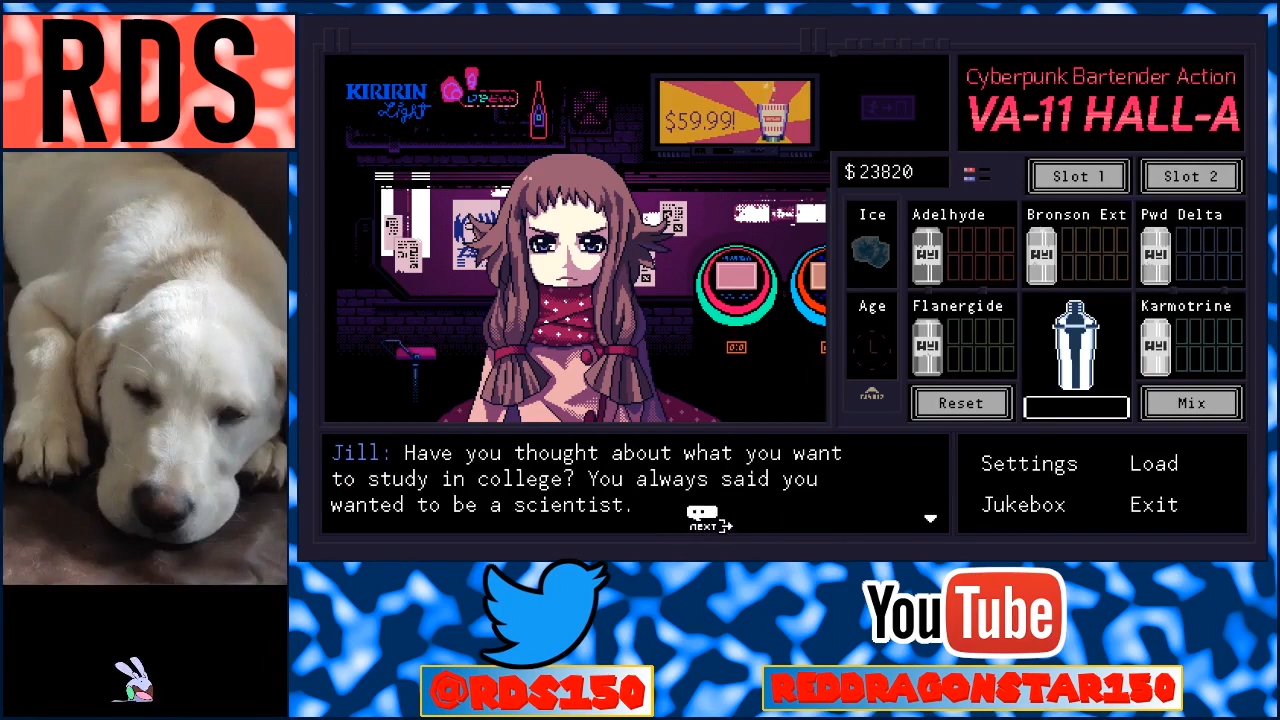 RDS
KIRIRIN
Light
$59.99!
Cyberpunk Bartender Action
VA-11 HALL-A
$ 23820
Slot 1
Slot 2
Ice
Adelhyde
Bronson Ext
Pwd Delta
Age
Flanergide
Karmotrine
Reset
Mix
Jill: Have you thought about what you want
to study in college? You always said you
wanted to be a scientist.
NEXT
Settings
Load
Jukebox
Exit
YouTube
@RDS150
REDDRAGONSTAR150